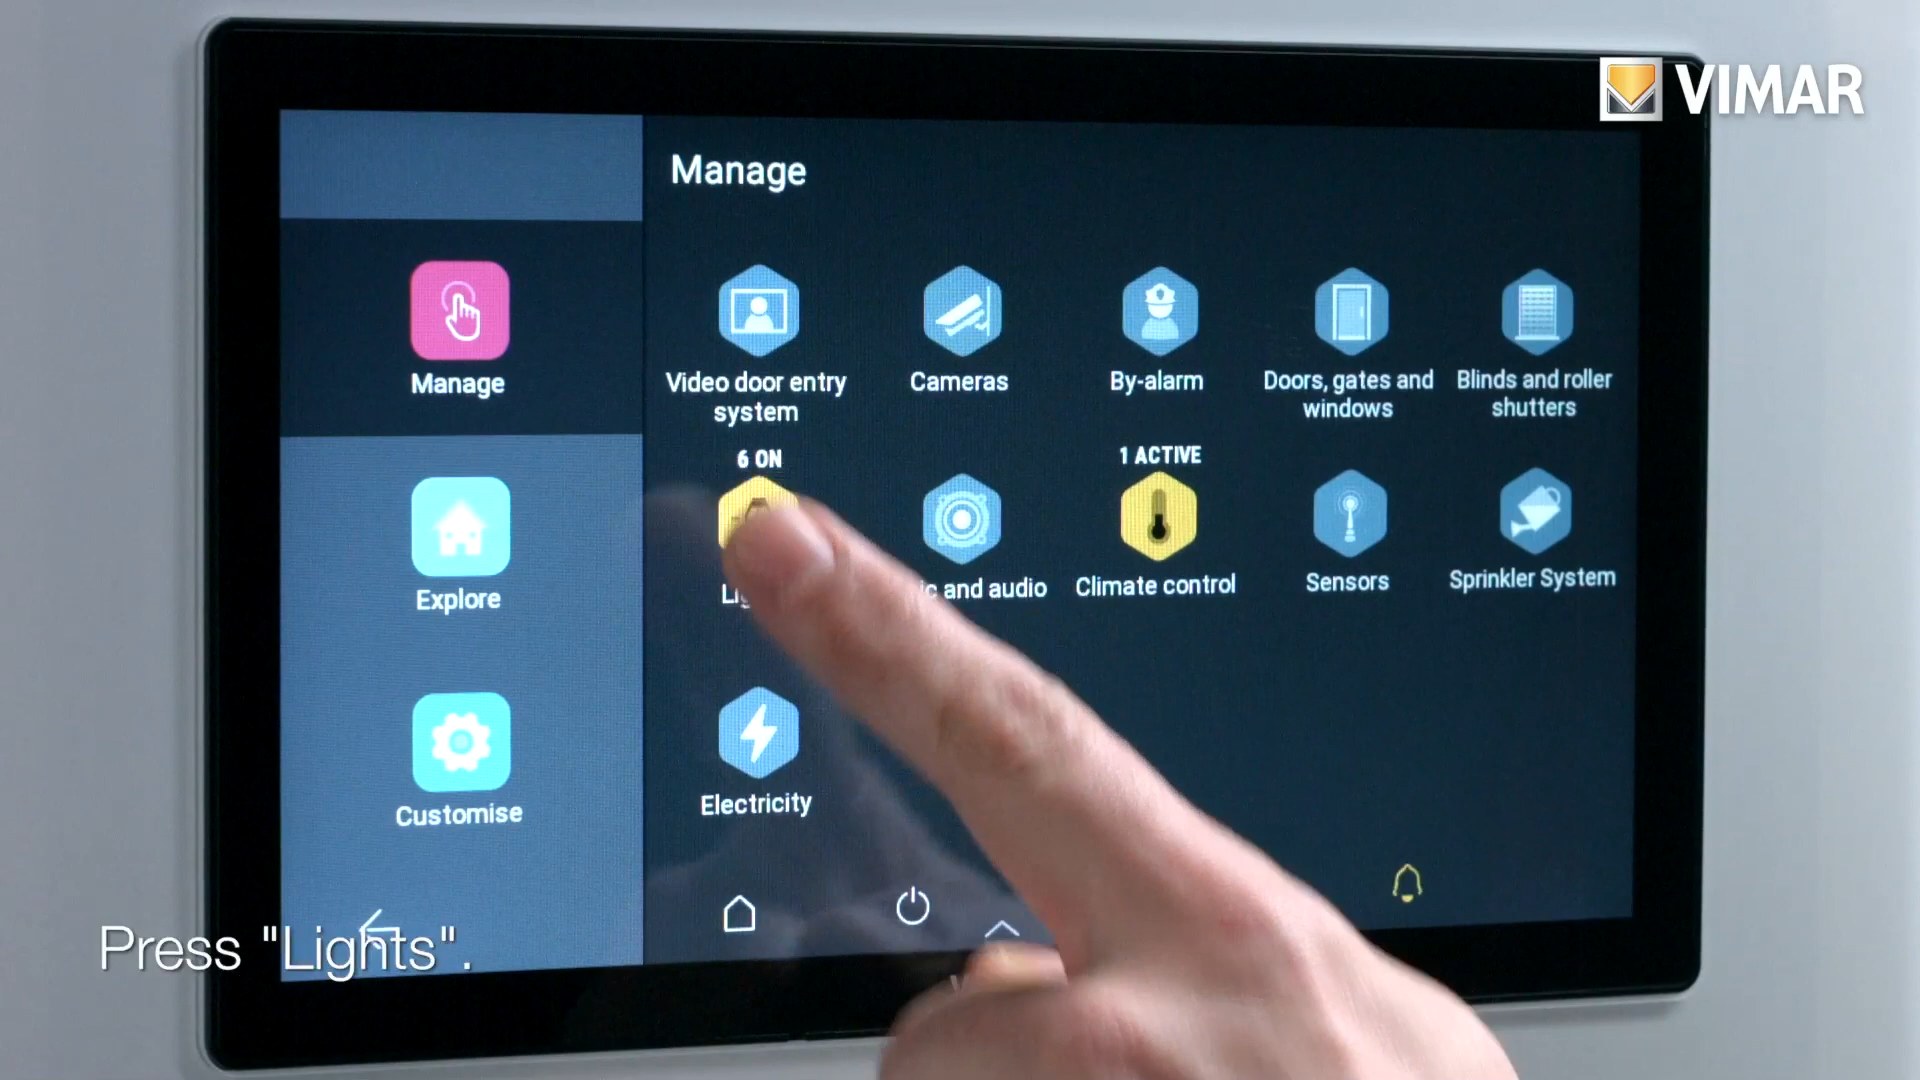 VIMAR
Manage
Manage
Video door entry
system
Cameras
By-alarm
Doors, gates and
windows
Blinds and roller
shutters
6 ON
1 ACTIVE
Explore
and audio
Climate control
Sensors
Sprinkler System
Customise
Electricity
Press "Lights".